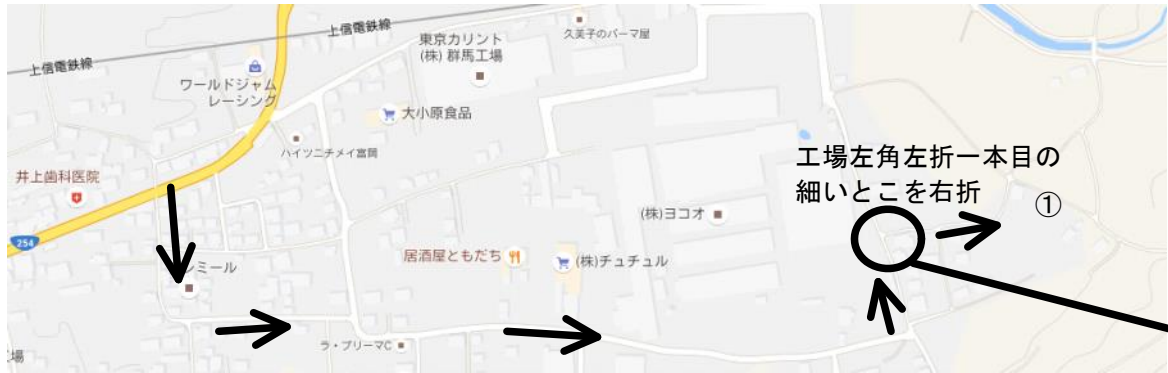 上信電鉄線
久美子のパーマ屋
東京カリント
(株) 群馬工場
上信電鉄線
ワールドジャム
レーシング
大小原食品
ハイツニチメイ富岡
工場左角左折一本目の
細いとこを右折
①
井上歯科医院
(株)ヨコオ
254
居酒屋ともだち
(株)チュチュル
ンミール
ラ・プリーマC
場